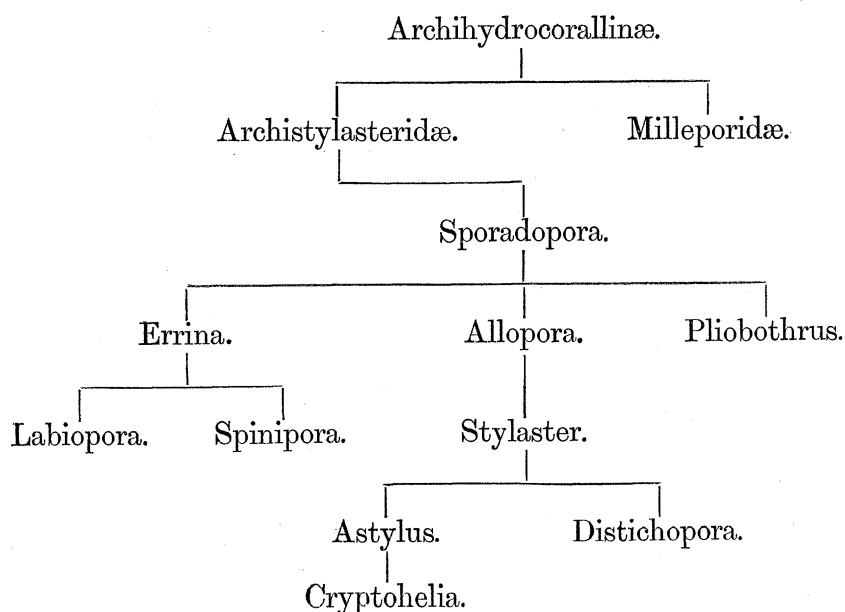 Archihydrocorallinæ.
Archistylasteridæ. Milleporidæ.
Sporadopora.
Errina. Allopora. Pliobothrus.
Labiopora. Spinipora. Stylaster.
Astylus. Distichopora.
Cryptohelia.